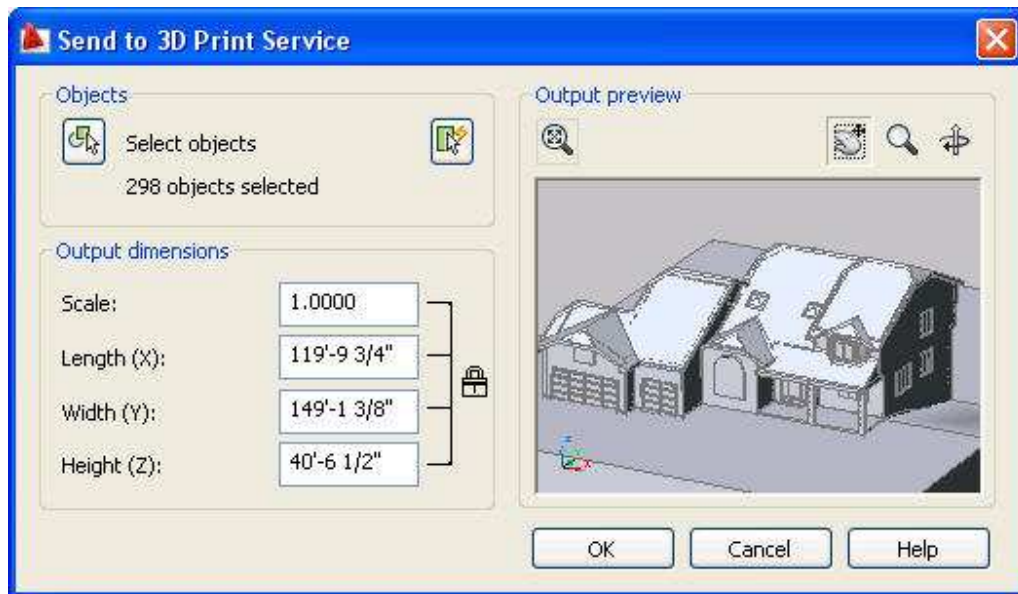 Send to 3D Print Service
Objects
Select objects
298 objects selected
Output dimensions
Scale: 1.0000
Length (X): 119'-9 3/4"
Width (Y): 149'-1 3/8"
Height (Z): 40'-6 1/2"
Output preview
OK Cancel Help